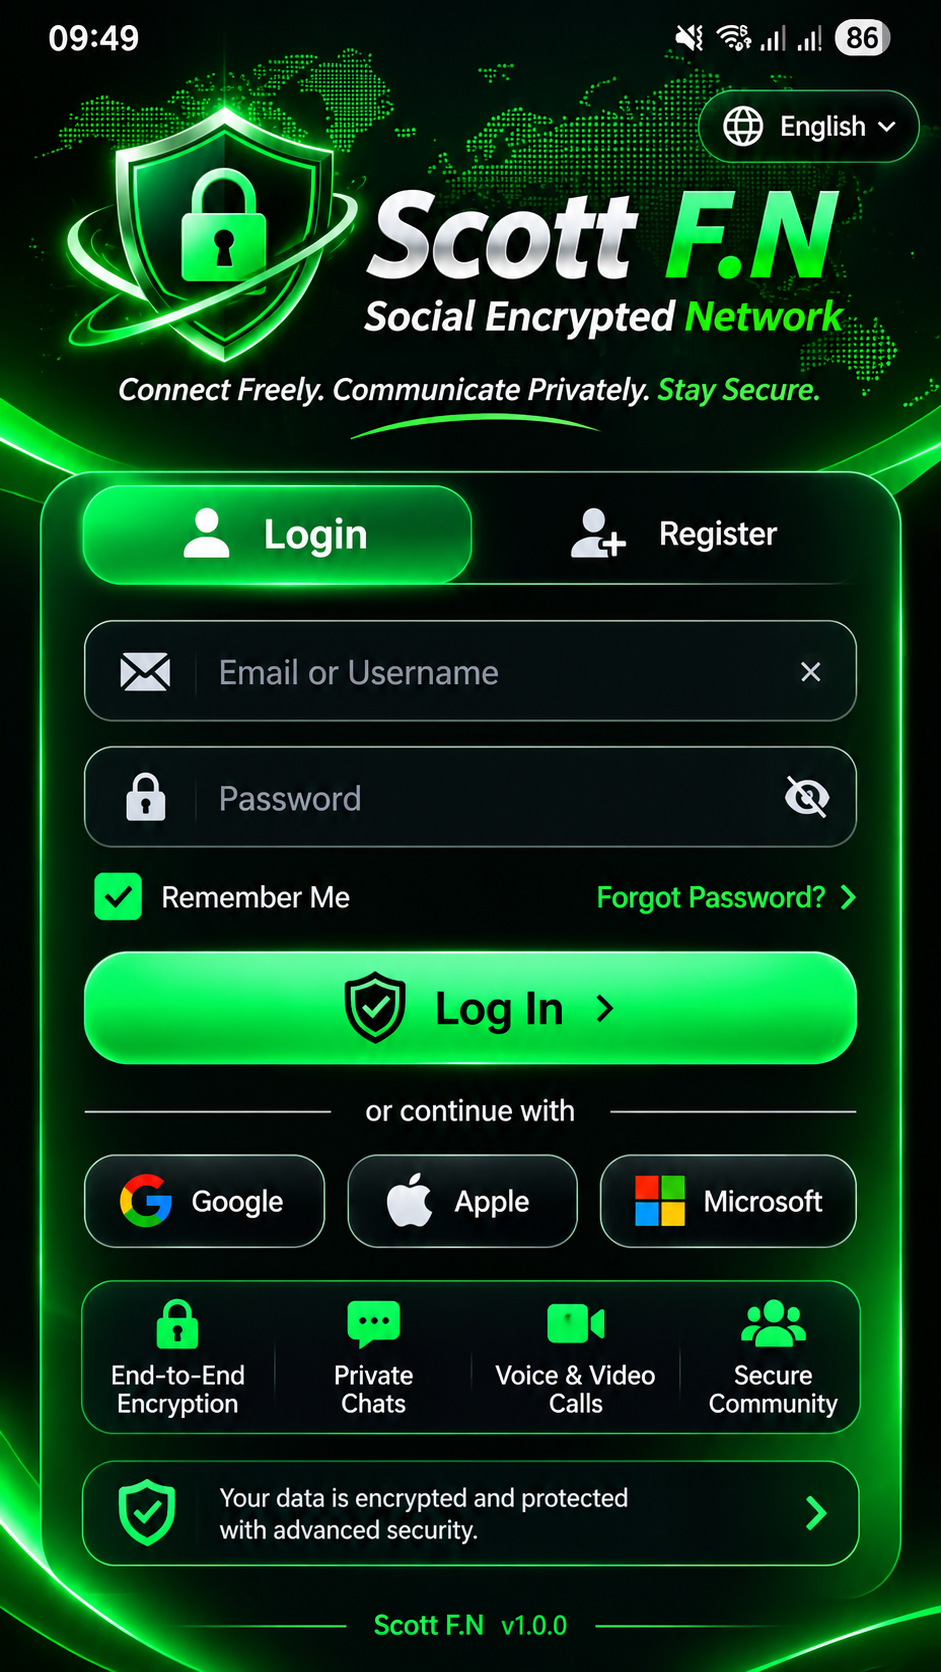 09:49
86
English
Scott F.N
Social Encrypted Network
Connect Freely. Communicate Privately. Stay Secure.
Login
Register
Email or Username
Password
Remember Me
Forgot Password?
Log In
or continue with
Google
Apple
Microsoft
End-to-End
Encryption
Private
Chats
Voice & Video
Calls
Secure
Community
Your data is encrypted and protected
with advanced security.
Scott F.N v1.0.0